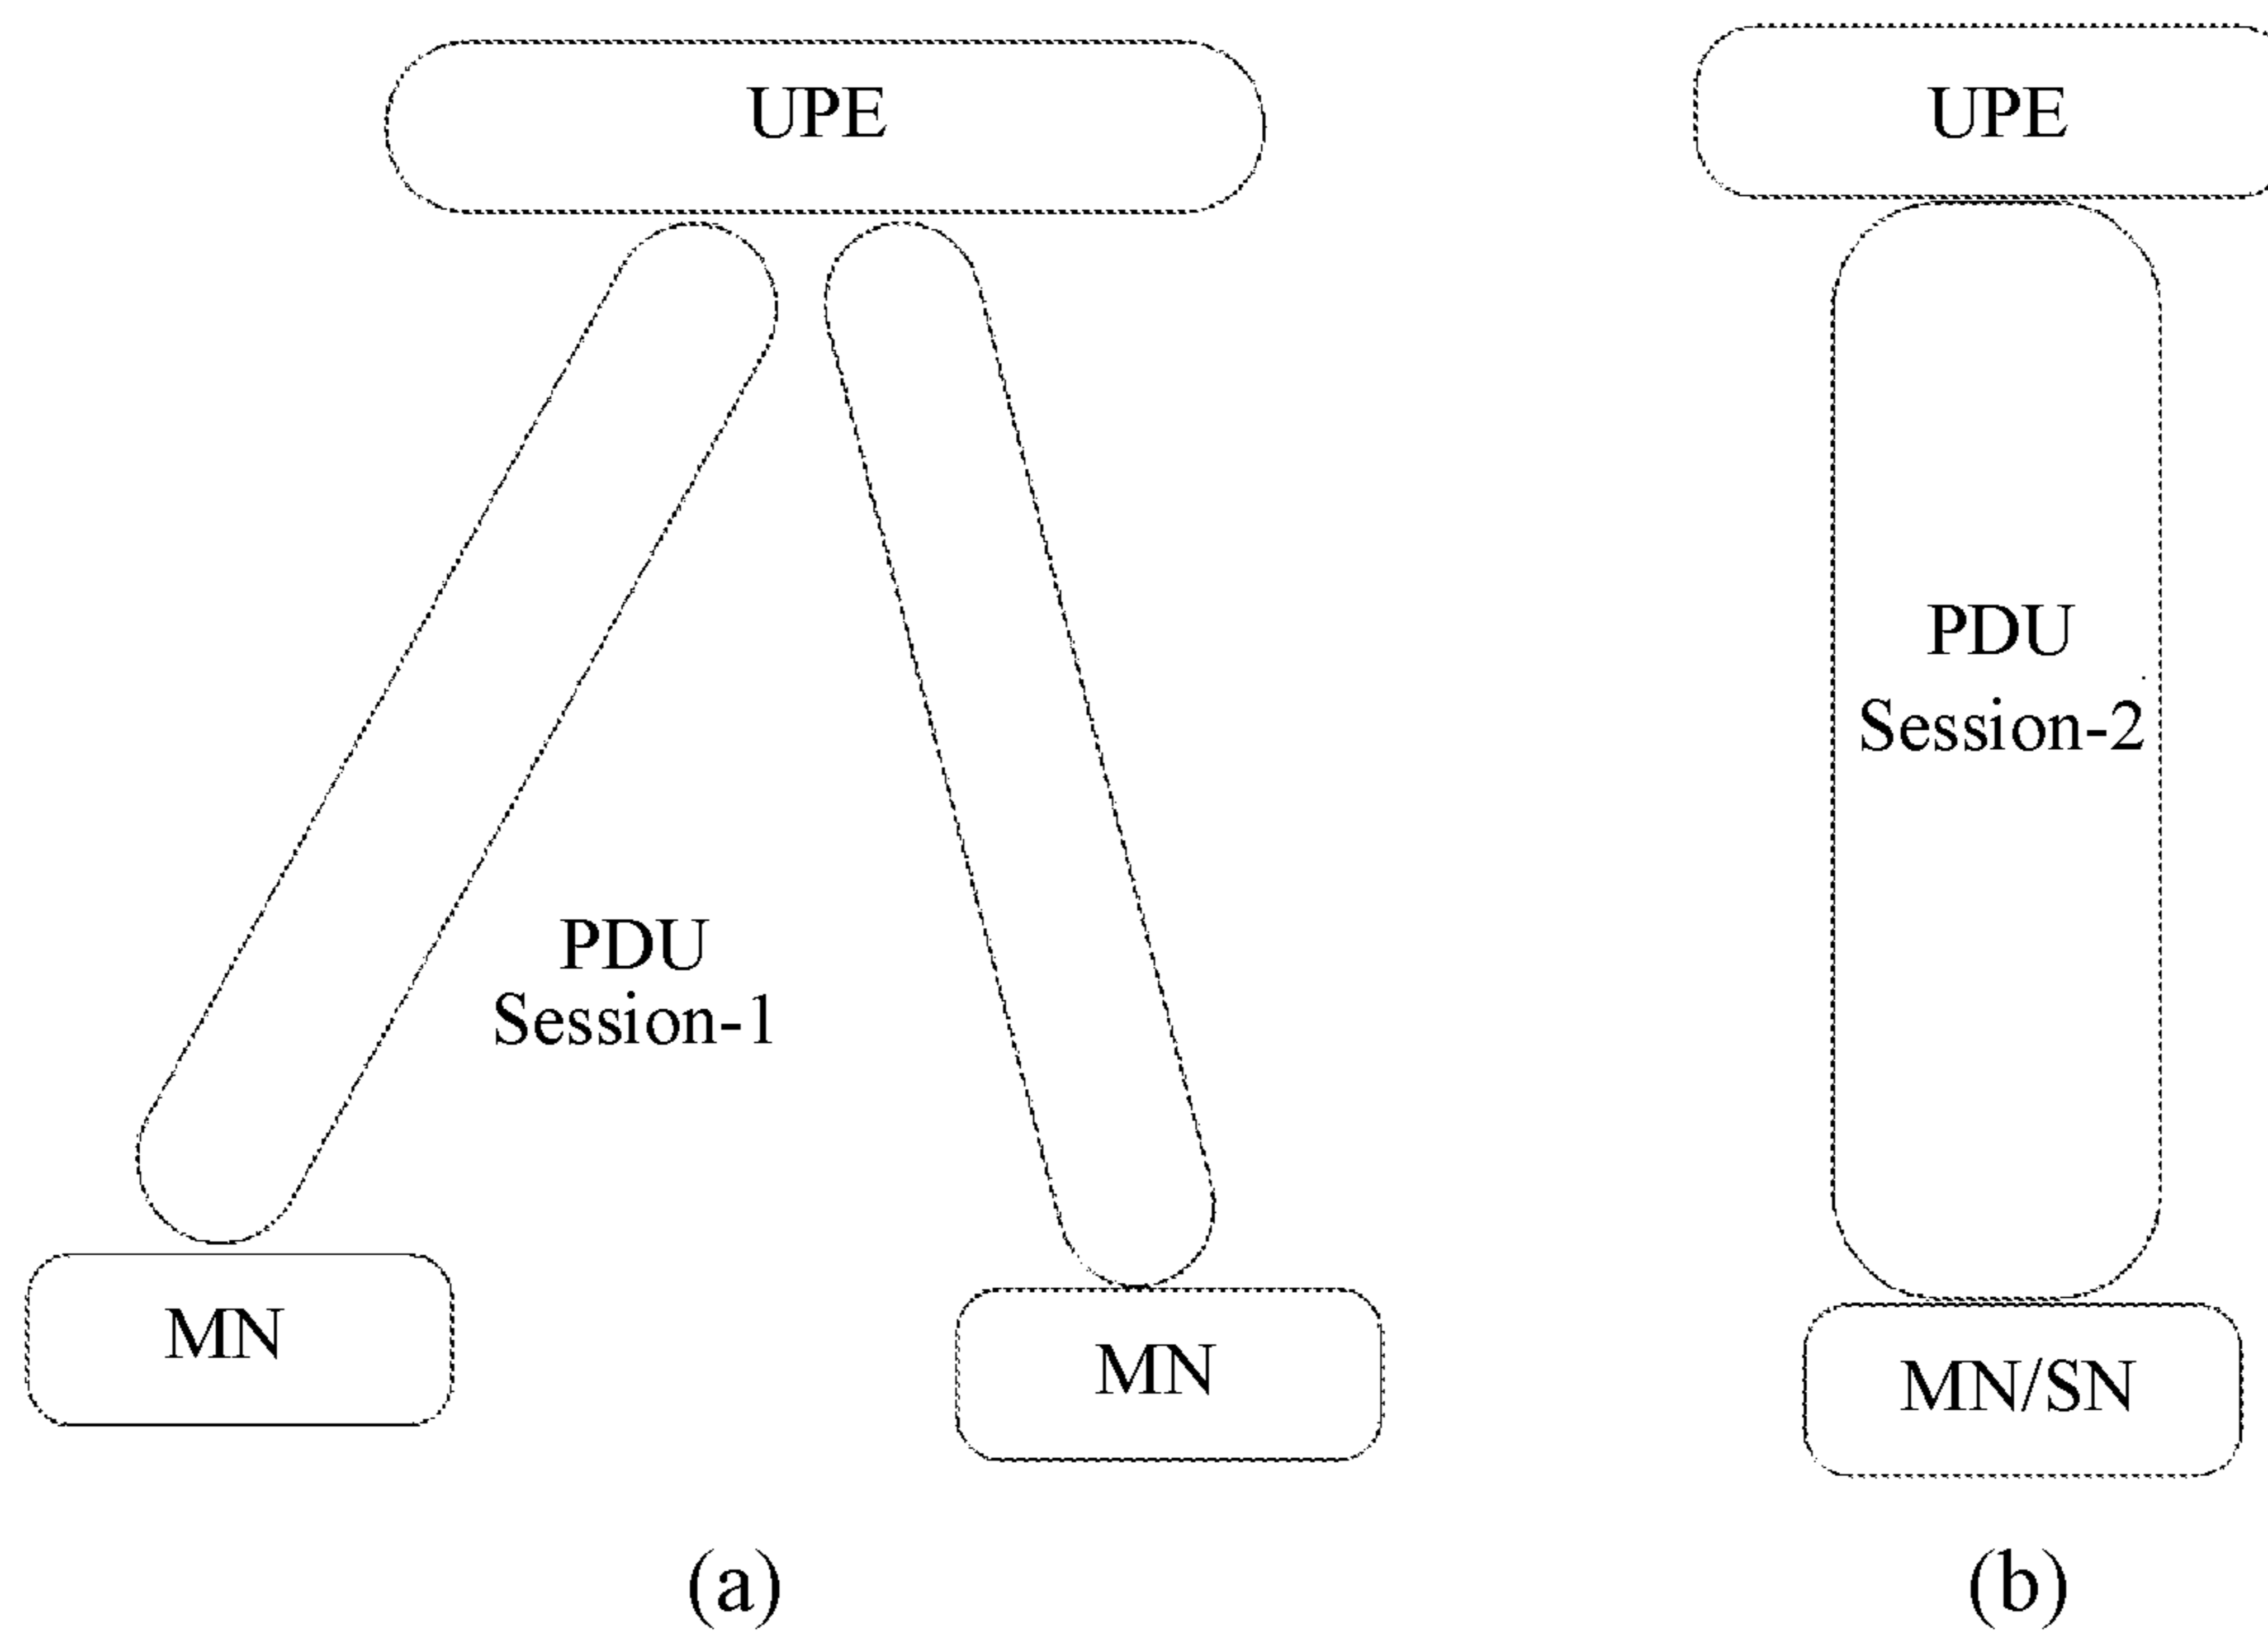 UPE
PDU
Session-1
MN
MN
(a)
UPE
PDU
Session-2
MN/SN
(b)